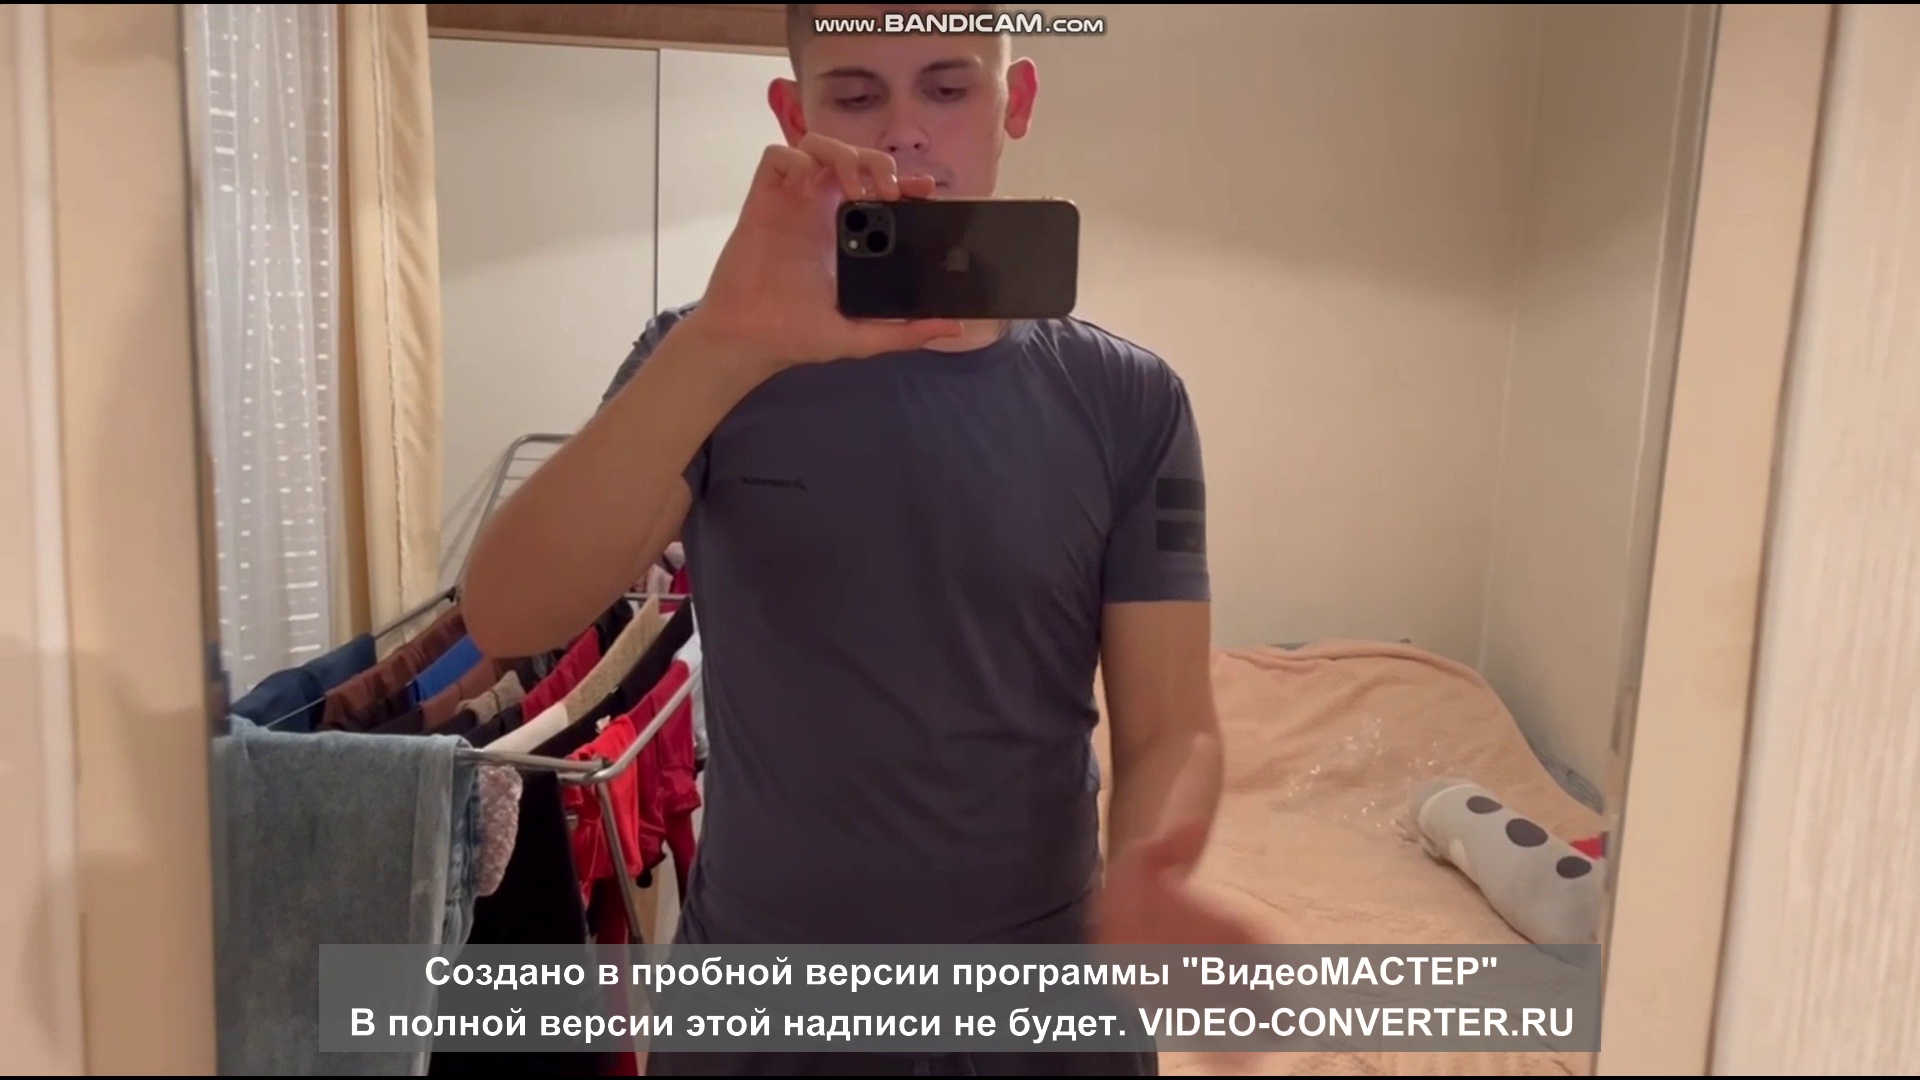 www.BANDICAM.com
Создано в пробной версии программы "ВидеоМАСТЕР"
В полной версии этой надписи не будет. VIDEO-CONVERTER.RU